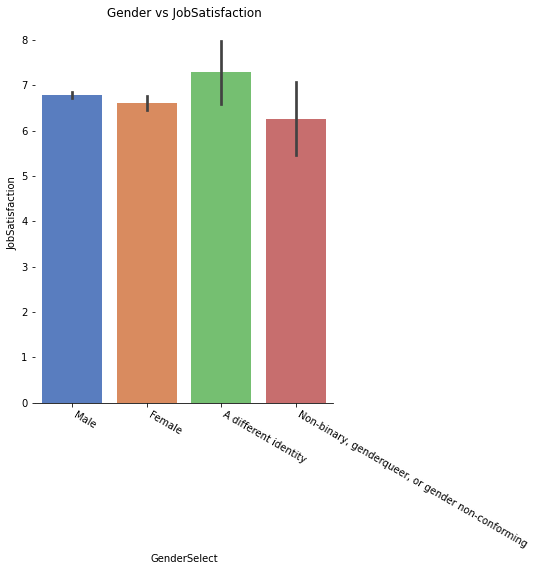 Gender vs JobSatisfaction
8
7
6
5
4
3
2
1
0
JobSatisfaction
Male
Female
A different identity
Non-binary, genderqueer, or gender non-conforming
GenderSelect